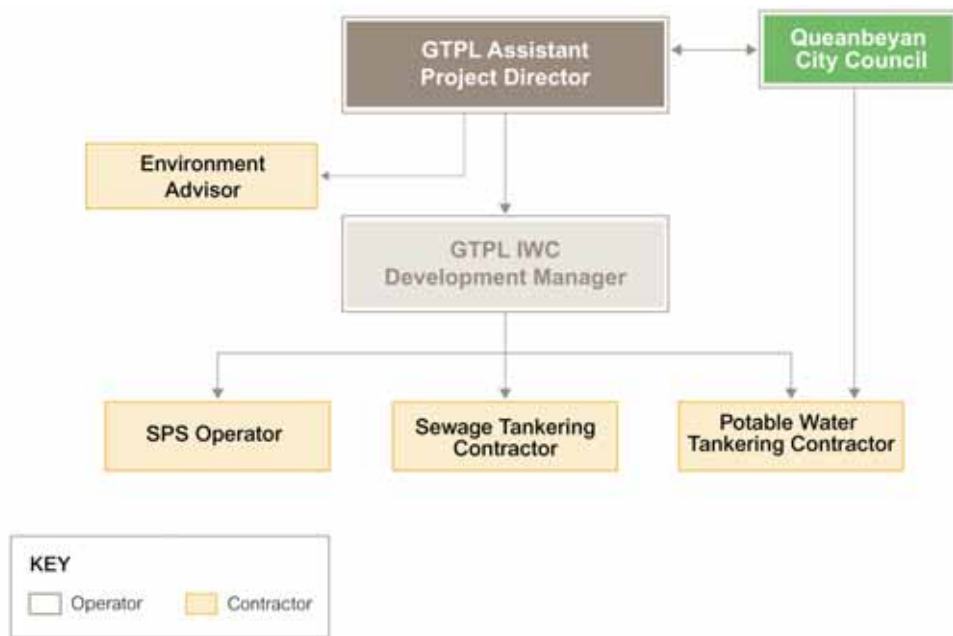 GTPL Assistant
Project Director
Queanbeyan
City Council
Environment
Advisor
GTPL IWC
Development Manager
SPS Operator
Sewage Tankering
Contractor
Potable Water
Tankering Contractor
KEY
Operator
Contractor